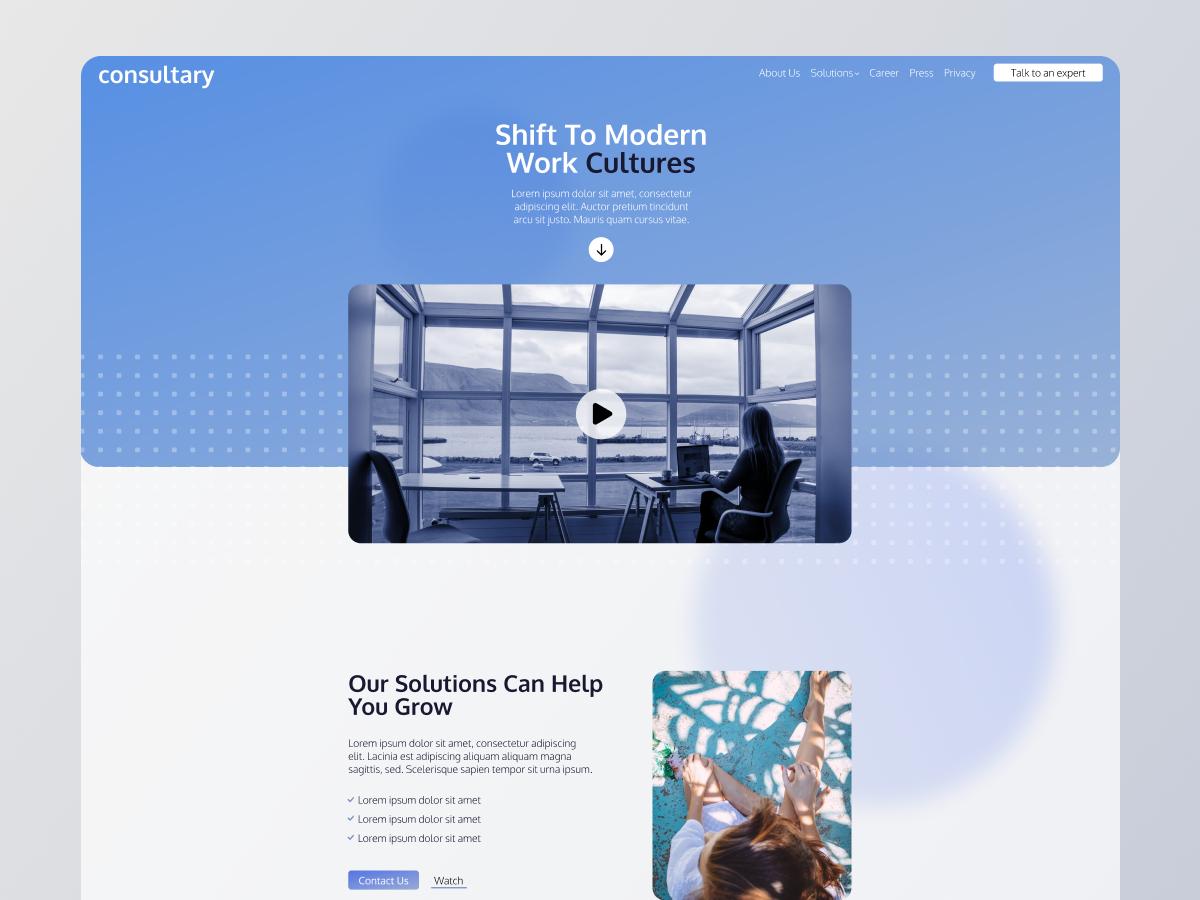 consultary
About Us Solutions Career Press Privacy Talk to an expert
Shift To Modern
Work Cultures
Lorem ipsum dolor sit amet, consectetur
adipiscing elit. Auctor pretium tincidunt
arcu sit justo. Mauris quam cursus vitae.
Our Solutions Can Help
You Grow
Lorem ipsum dolor sit amet, consectetur adipiscing
elit. Lacinia est adipiscing aliquam aliquam magna
sagittis, sed. Scelerisque sapien tempor sit urna ipsum.
Lorem ipsum dolor sit amet
Lorem ipsum dolor sit amet
Lorem ipsum dolor sit amet
Contact Us Watch